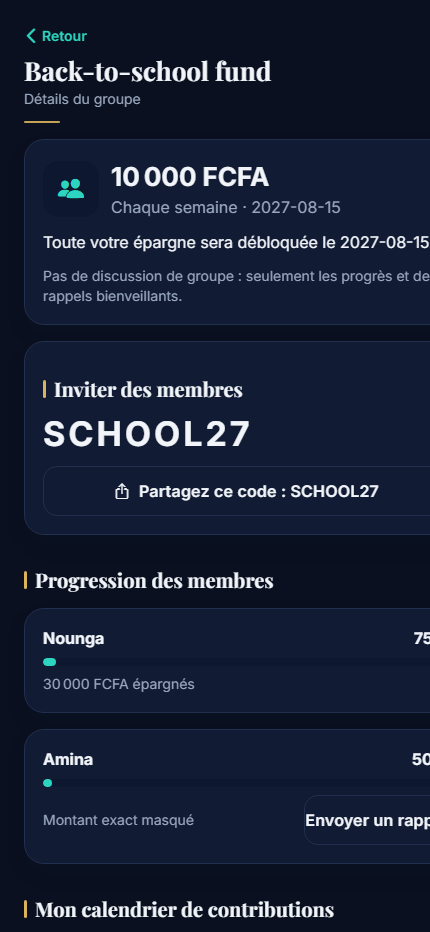 Retour
Back-to-school fund
Détails du groupe
10 000 FCFA
Chaque semaine · 2027-08-15
Toute votre épargne sera débloquée le 2027-08-15
Pas de discussion de groupe : seulement les progrès et de
rappels bienveillants.
Inviter des membres
SCHOOL27
Partagez ce code : SCHOOL27
Progression des membres
Nounga 75
30 000 FCFA épargnés
Amina 50
Montant exact masqué
Envoyer un rapp
Mon calendrier de contributions